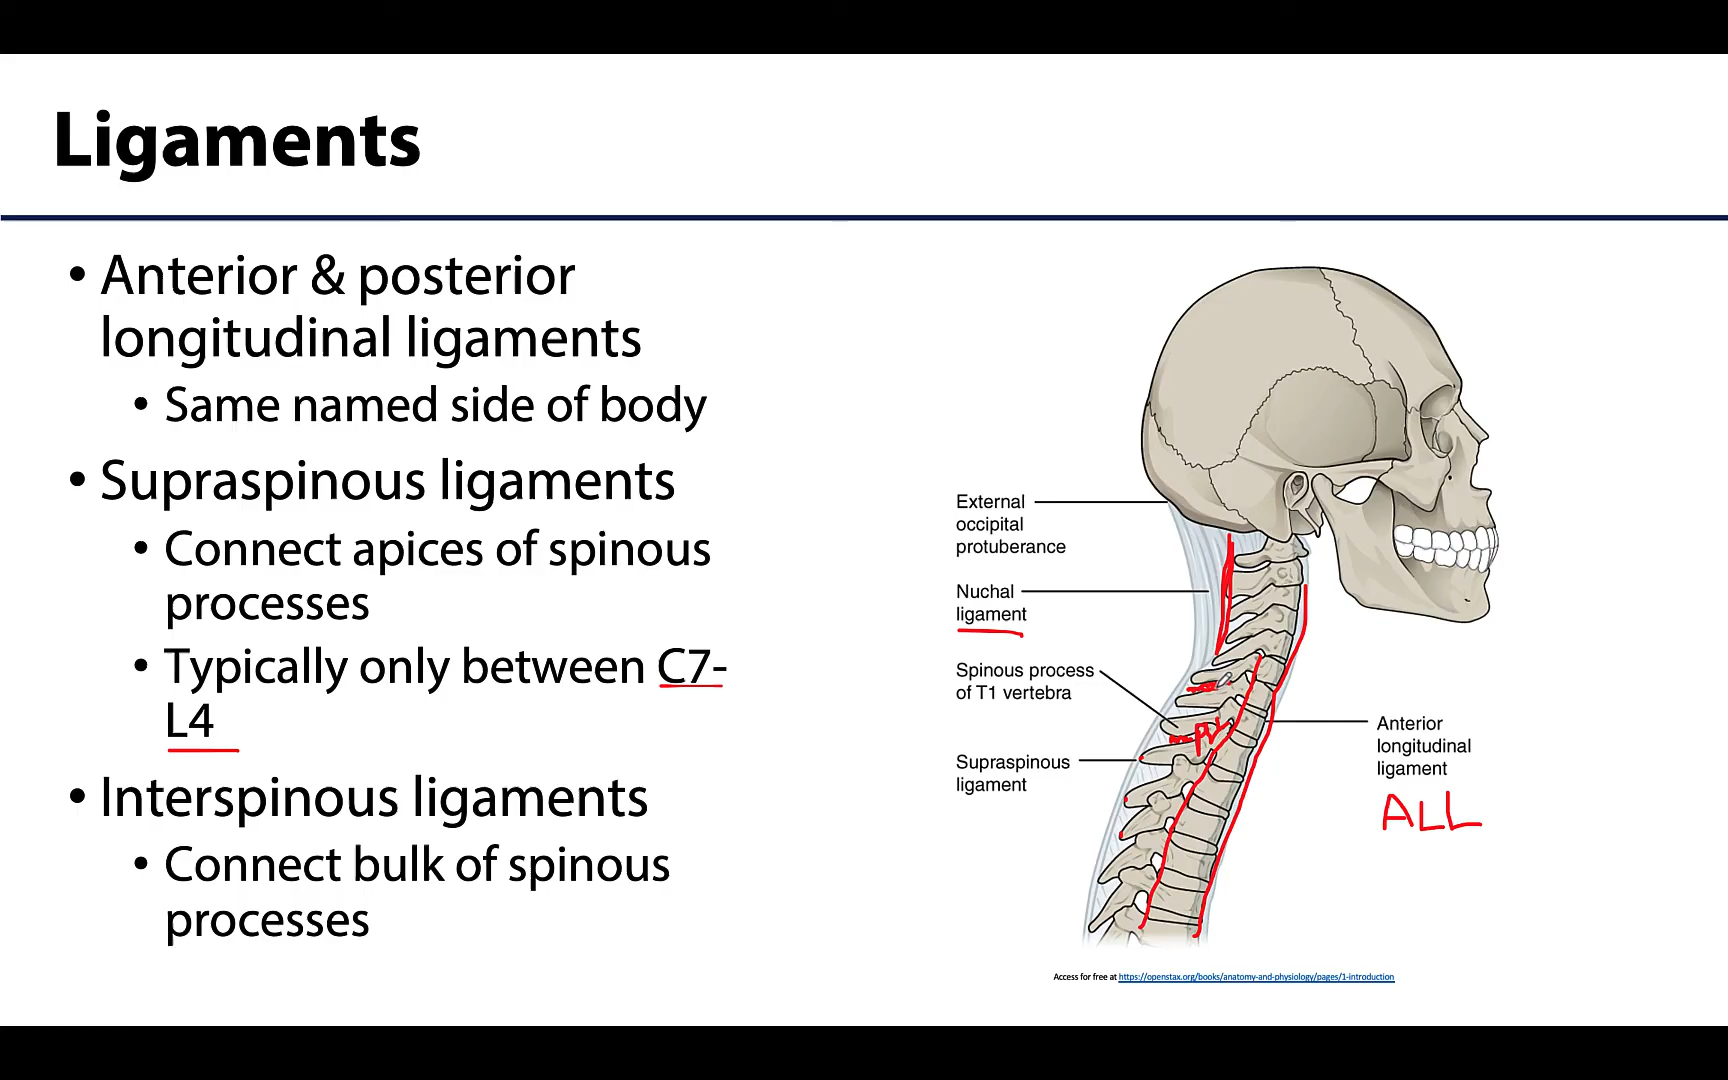 Ligaments
• Anterior & posterior
longitudinal ligaments
• Same named side of body
• Supraspinous ligaments
• Connect apices of spinous
processes
• Typically only between C7-
L4
• Interspinous ligaments
• Connect bulk of spinous
processes
External
occipital
protuberance
Nuchal
ligament
Spinous process
of T1 vertebra
Supraspinous
ligament
PLL
Anterior
longitudinal
ligament
ALL
Access for free at https://openstax.org/books/anatomy-and-physiology/pages/1-introduction